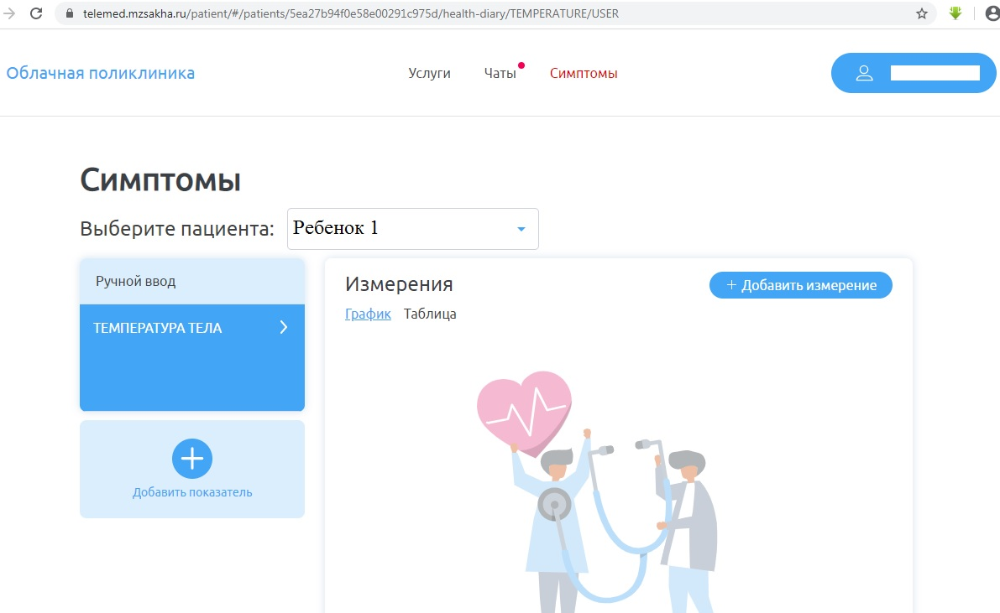 telemed.mzsakha.ru/patient/#/patients/5ea27b94f0e58e00291c975d/health-diary/TEMPERATURE/USER
Облачная поликлиника
Услуги
Чаты
Симптомы
Симптомы
Выберите пациента:
Ребенок 1
Ручной ввод
ТЕМПЕРАТУРА ТЕЛА
Добавить показатель
Измерения
+ Добавить измерение
График
Таблица